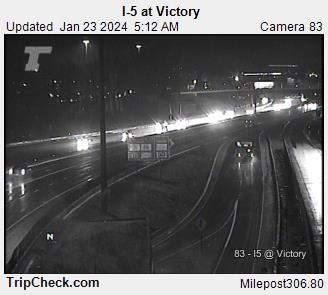 I-5 at Victory
Updated Jan 23 2024 5:12 AM Camera 83
T
N
83 - I5 @ Victory
TripCheck.com Milepost306.80